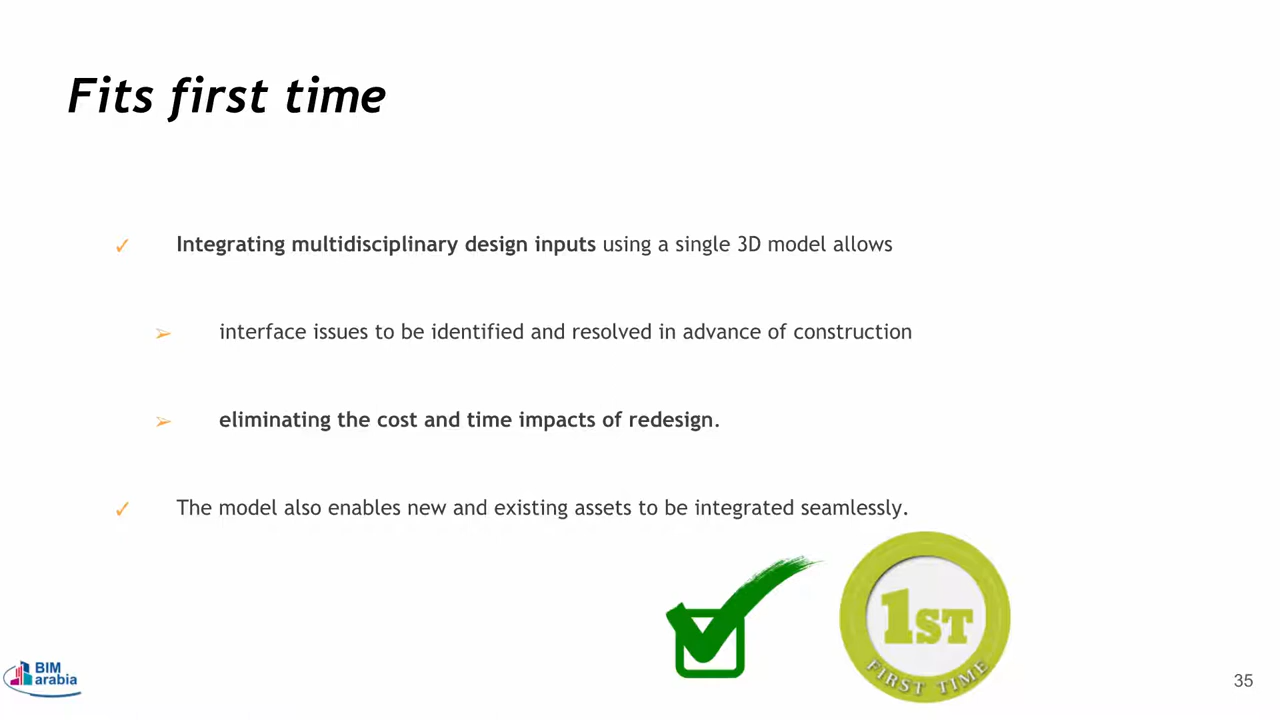 Fits first time
✓ Integrating multidisciplinary design inputs using a single 3D model allows
➢ interface issues to be identified and resolved in advance of construction
➢ eliminating the cost and time impacts of redesign.
✓ The model also enables new and existing assets to be integrated seamlessly.
1ST
FIRST TIME
BIM
arabia
35